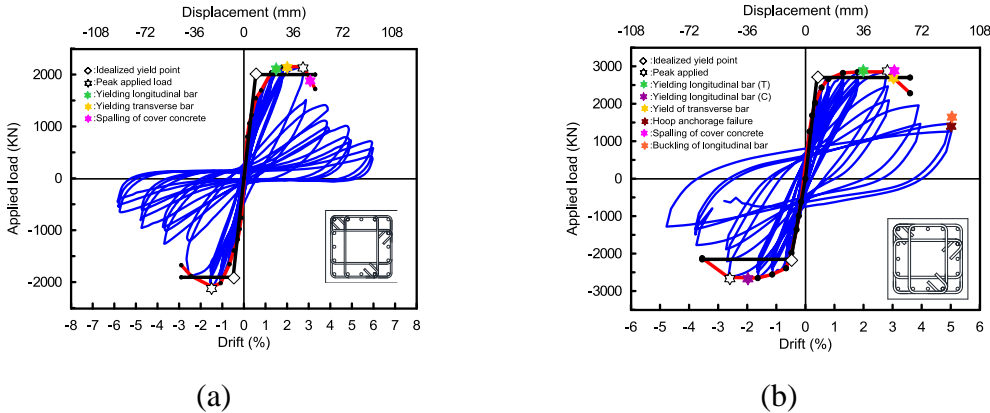 Displacement (mm)
-108 -72 -36 0 36 72 108
◇:Idealized yield point
☆:Peak applied load
★:Yielding longitudinal bar
★:Yielding transverse bar
★:Spalling of cover concrete
Applied load (KN)
2000
1000
0
-1000
-2000
-8 -7 -6 -5 -4 -3 -2 -1 0 1 2 3 4 5 6 7 8
Drift (%)
(a)
Displacement (mm)
-108 -72 -36 0 36 72 108
◇:Idealized yield point
☆:Peak applied
★:Yielding longitudinal bar (T)
★:Yielding longitudinal bar (C)
★:Yield of transverse bar
★:Hoop anchorage failure
★:Spalling of cover concrete
★:Buckling of longitudinal bar
Applied load (KN)
3000
2000
1000
0
-1000
-2000
-3000
-6 -5 -4 -3 -2 -1 0 1 2 3 4 5 6
Drift (%)
(b)